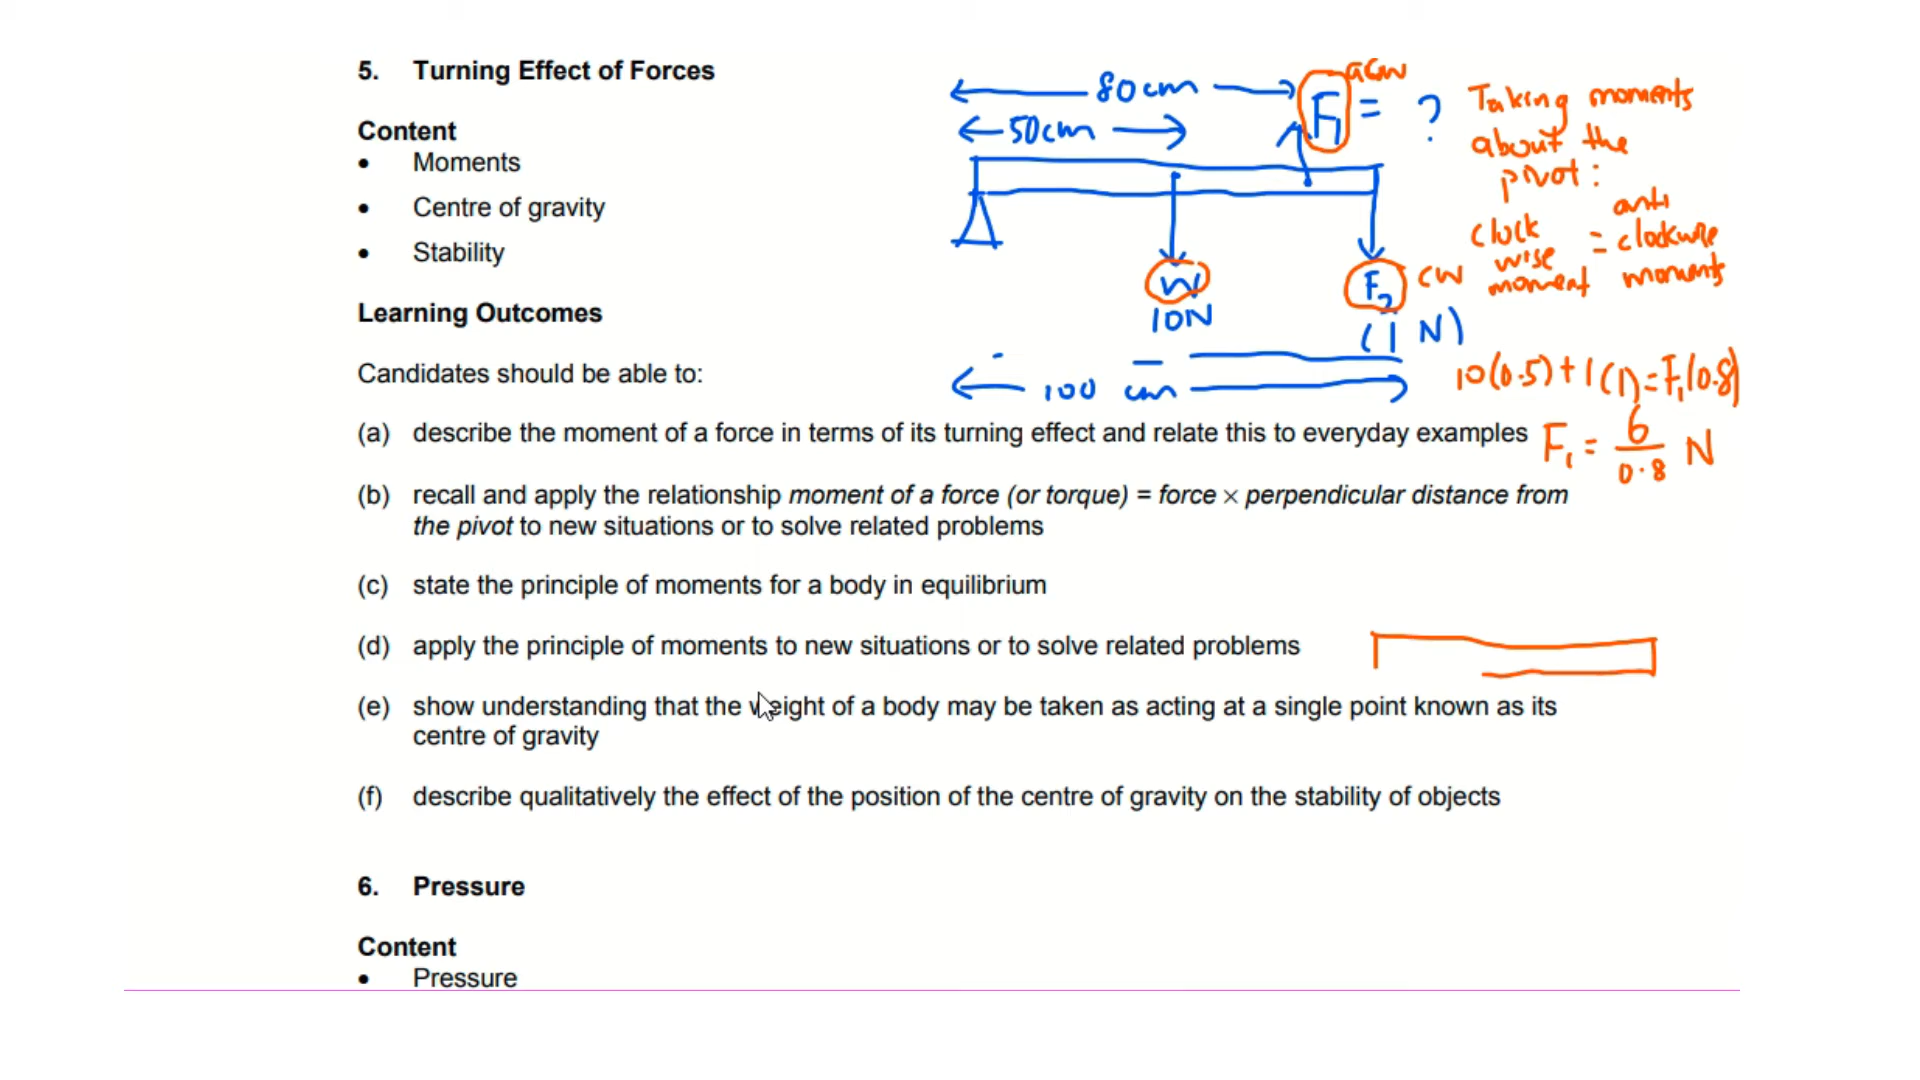 5. Turning Effect of Forces
Content
• Moments
• Centre of gravity
• Stability
Learning Outcomes
Candidates should be able to:
(a) describe the moment of a force in terms of its turning effect and relate this to everyday examples
(b) recall and apply the relationship moment of a force (or torque) = force × perpendicular distance from
the pivot to new situations or to solve related problems
(c) state the principle of moments for a body in equilibrium
(d) apply the principle of moments to new situations or to solve related problems
(e) show understanding that the weight of a body may be taken as acting at a single point known as its
centre of gravity
(f) describe qualitatively the effect of the position of the centre of gravity on the stability of objects
6. Pressure
Content
• Pressure
80cm
50cm
F₁ = ?
acw
W
10N
F₂
cw
(1 N)
100 cm
Taking moments
about the
pivot:
clock
wise
moment
=
anti
clockwise
moments
10(0.5)+1(1)=F₁(0.8)
F₁ = 6/0.8 N